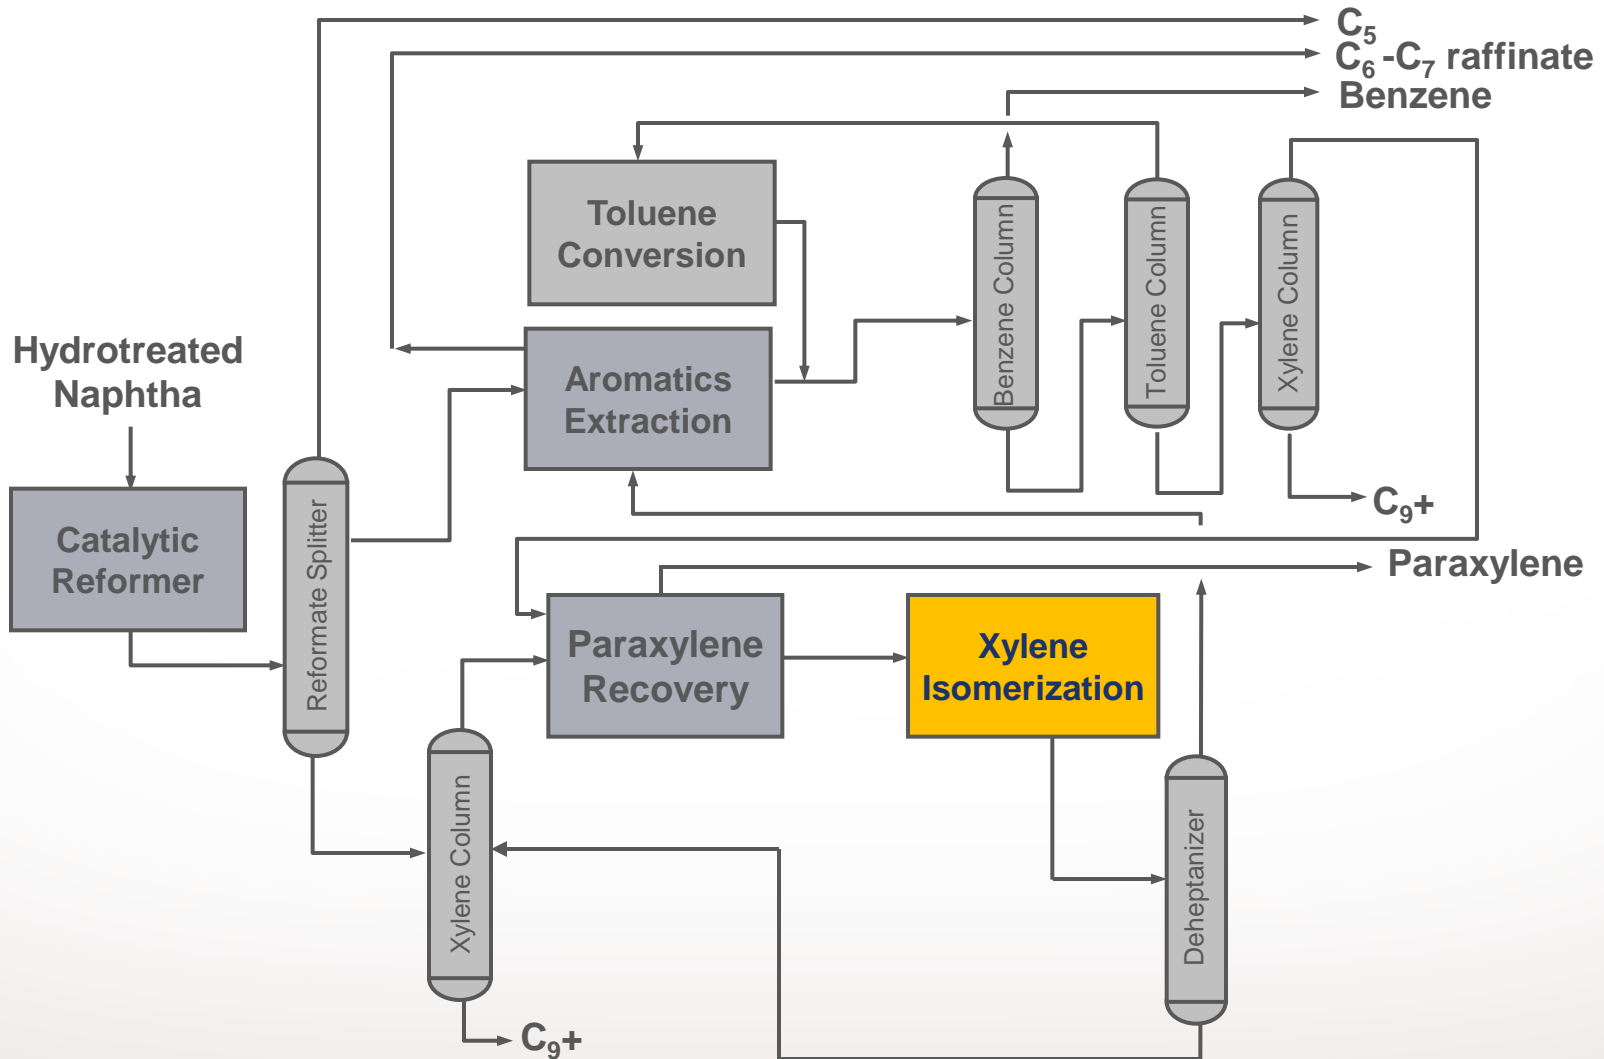 C₅
C₆-C₇ raffinate
Benzene
Toluene
Conversion
Benzene Column
Toluene Column
Xylene Column
Hydrotreated
Naphtha
Aromatics
Extraction
C₉+
Catalytic
Reformer
Reformate Splitter
Paraxylene
Paraxylene
Recovery
Xylene
Isomerization
Xylene Column
Deheptanizer
C₉+